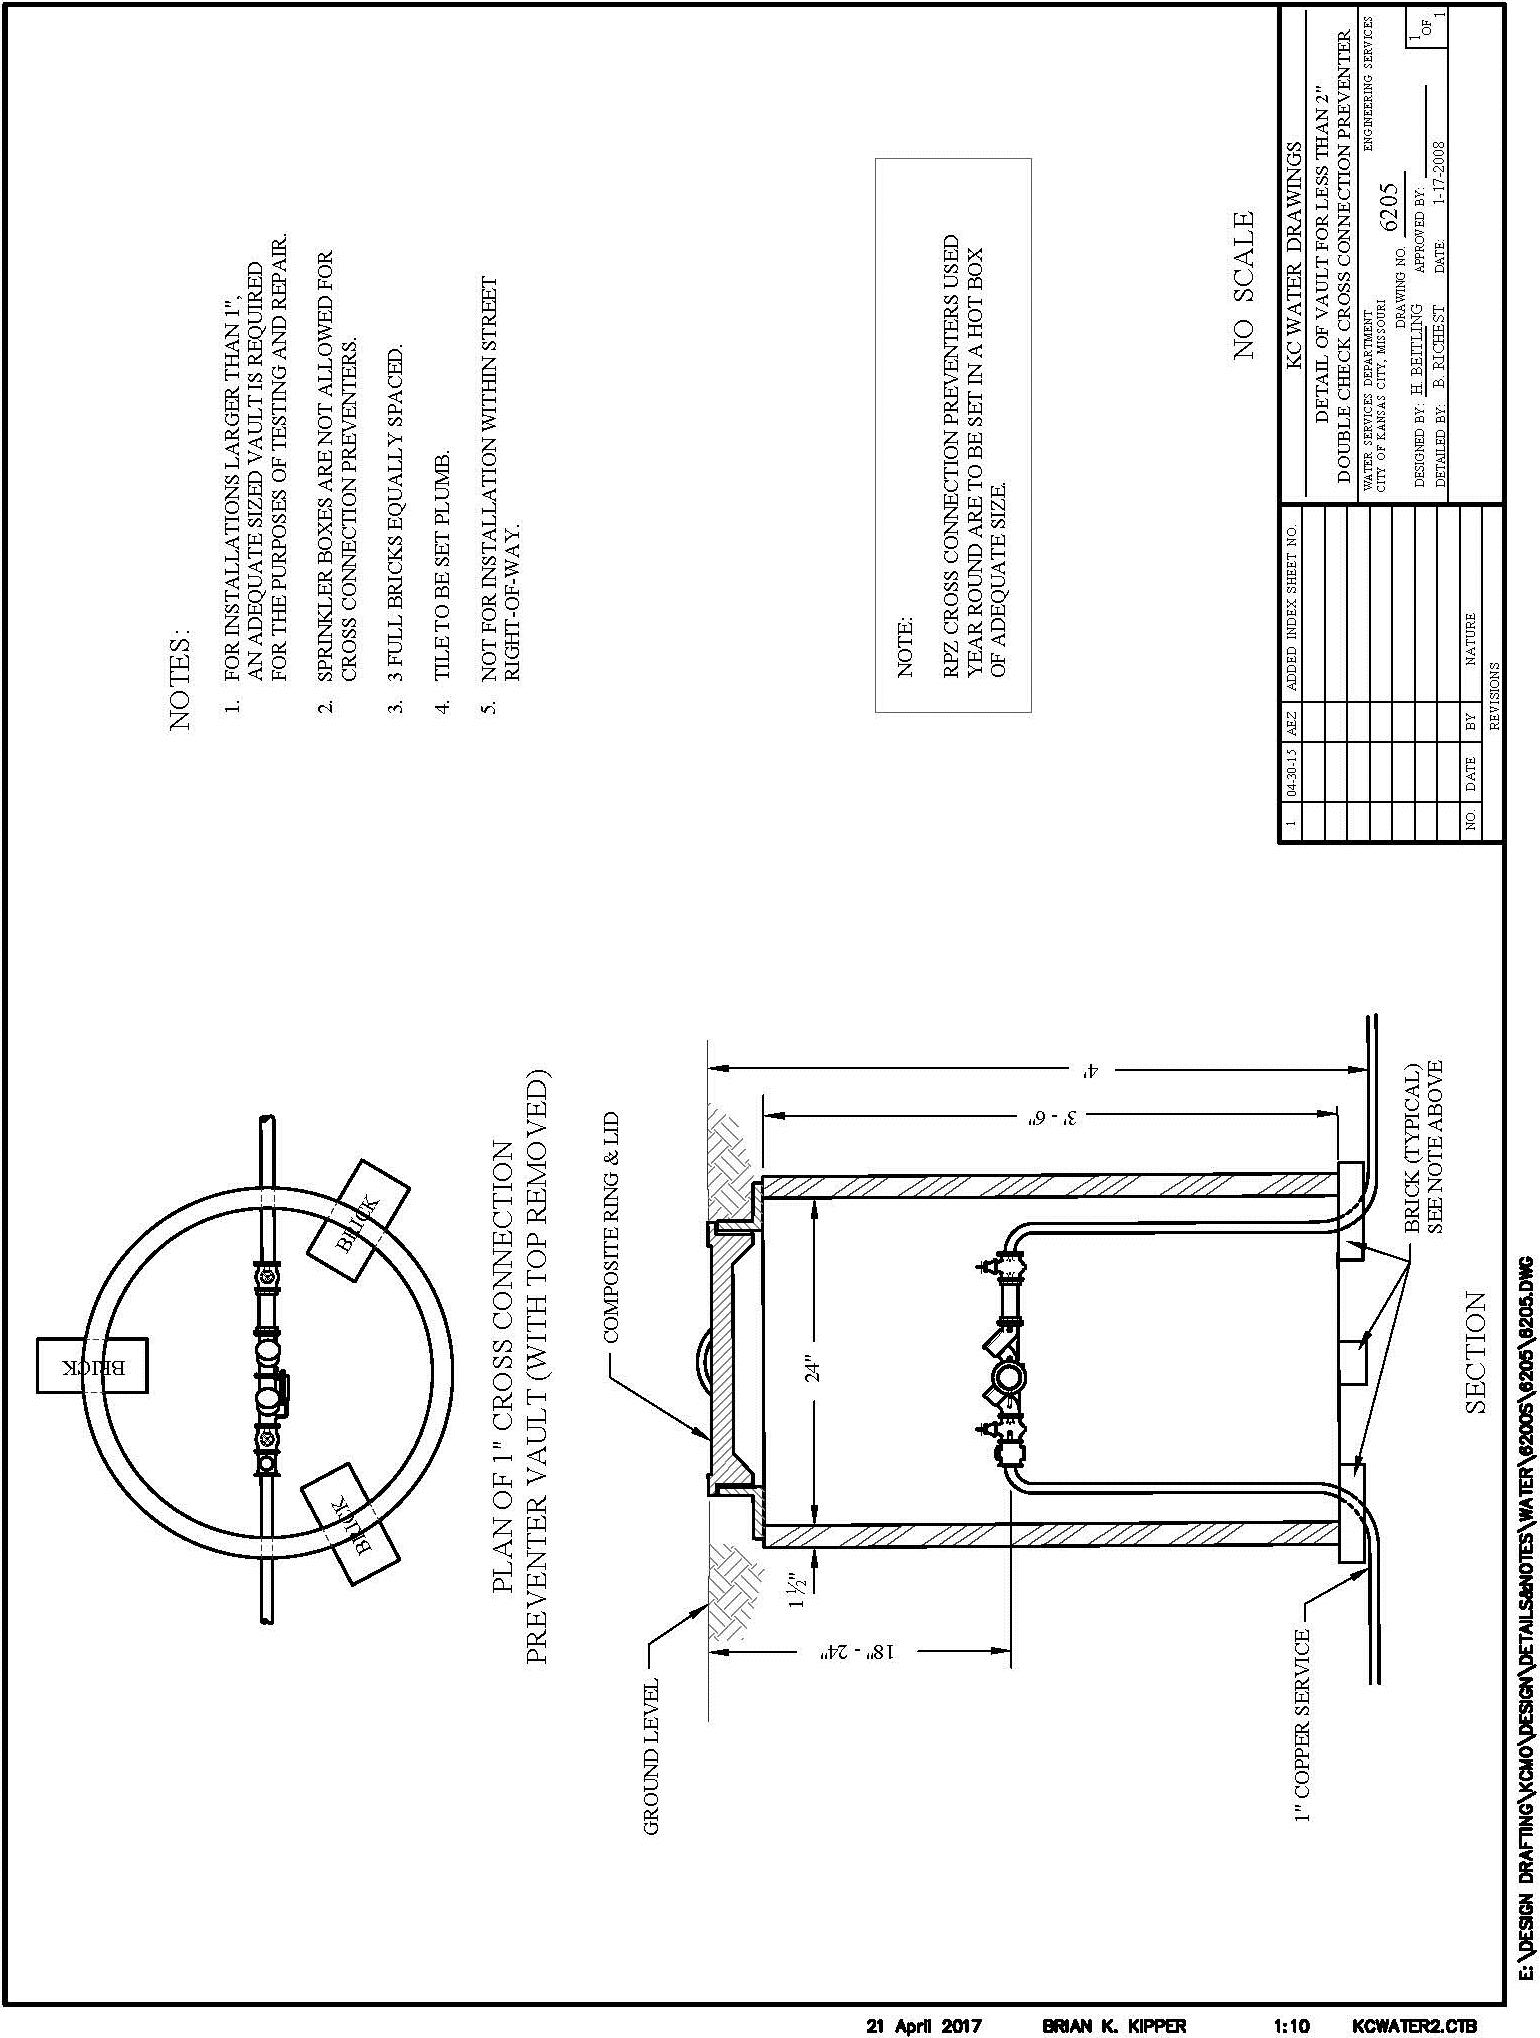 PLAN OF 1" CROSS CONNECTION
PREVENTER VAULT (WITH TOP REMOVED)
BRICK
BRICK
BRICK
GROUND LEVEL
COMPOSITE RING & LID
18" - 24"
1 ½"
24"
3' - 6"
4'
1" COPPER SERVICE
BRICK (TYPICAL)
SEE NOTE ABOVE
SECTION
NOTES:
1. FOR INSTALLATIONS LARGER THAN 1",
AN ADEQUATE SIZED VAULT IS REQUIRED
FOR THE PURPOSES OF TESTING AND REPAIR.
2. SPRINKLER BOXES ARE NOT ALLOWED FOR
CROSS CONNECTION PREVENTERS.
3. 3 FULL BRICKS EQUALLY SPACED.
4. TILE TO BE SET PLUMB.
5. NOT FOR INSTALLATION WITHIN STREET
RIGHT-OF-WAY.
NOTE:
RPZ CROSS CONNECTION PREVENTERS USED
YEAR ROUND ARE TO BE SET IN A HOT BOX
OF ADEQUATE SIZE.
NO SCALE
1 04-30-15 AEZ ADDED INDEX SHEET NO.
NO. DATE BY NATURE
REVISIONS
KC WATER DRAWINGS
DETAIL OF VAULT FOR LESS THAN 2"
DOUBLE CHECK CROSS CONNECTION PREVENTER
WATER SERVICES DEPARTMENT ENGINEERING SERVICES
CITY OF KANSAS CITY, MISSOURI
DRAWING NO. 6205
DESIGNED BY: H. BEITLING APPROVED BY:
DETAILED BY: B. RICHEST DATE: 1-17-2008
1 OF 1
E:\DESIGN DRAFTING\KCMO\DESIGN\DETAILS&NOTES\WATER\6200S\6205\6205.DWG
21 April 2017 BRIAN K. KIPPER 1:10 KCWATER2.CTB